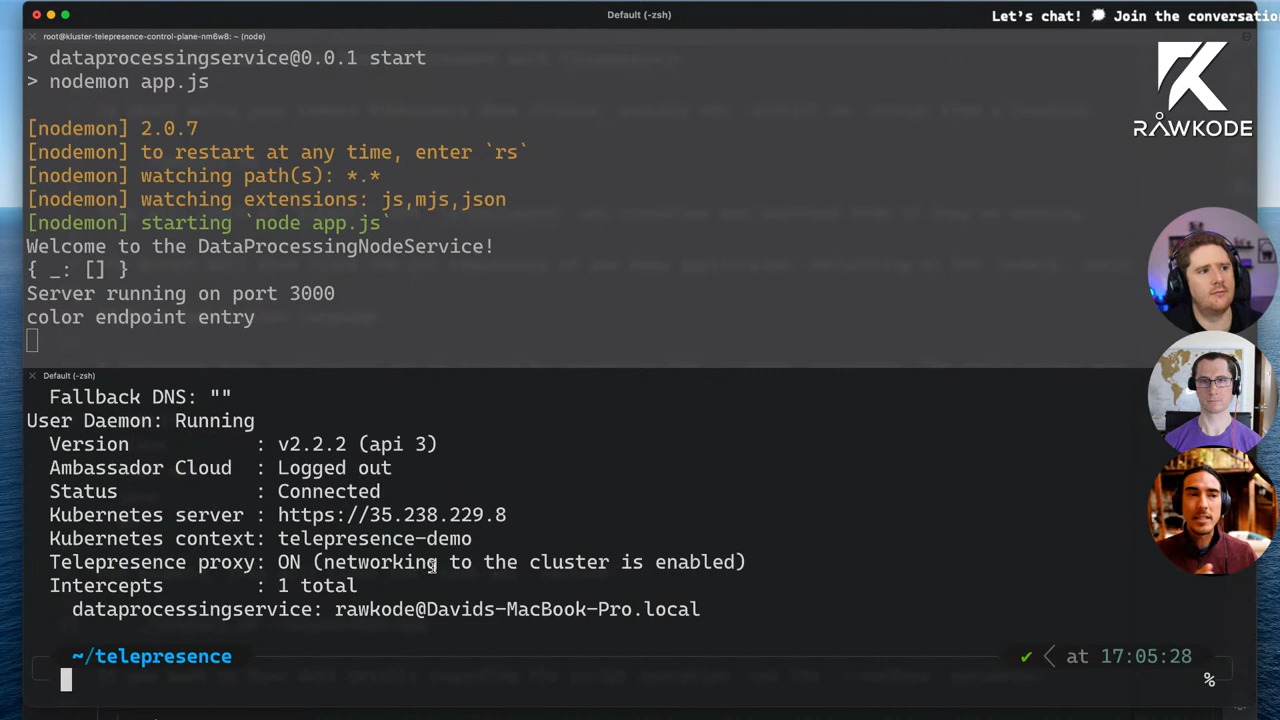 Default (-zsh)
Let's chat! Join the conversatio
root@kluster-telepresence-control-plane-nm6w8: ~ (node)
> dataprocessingservice@0.0.1 start
> nodemon app.js
[nodemon] 2.0.7
[nodemon] to restart at any time, enter `rs`
[nodemon] watching path(s): *.*
[nodemon] watching extensions: js,mjs,json
[nodemon] starting `node app.js`
Welcome to the DataProcessingNodeService!
{ _: [] }
Server running on port 3000
color endpoint entry
RAWKODE
Default (-zsh)
Fallback DNS: ""
User Daemon: Running
Version : v2.2.2 (api 3)
Ambassador Cloud : Logged out
Status : Connected
Kubernetes server : https://35.238.229.8
Kubernetes context: telepresence-demo
Telepresence proxy: ON (networking to the cluster is enabled)
Intercepts : 1 total
dataprocessingservice: rawkode@Davids-MacBook-Pro.local
~/telepresence
✔ at 17:05:28
%